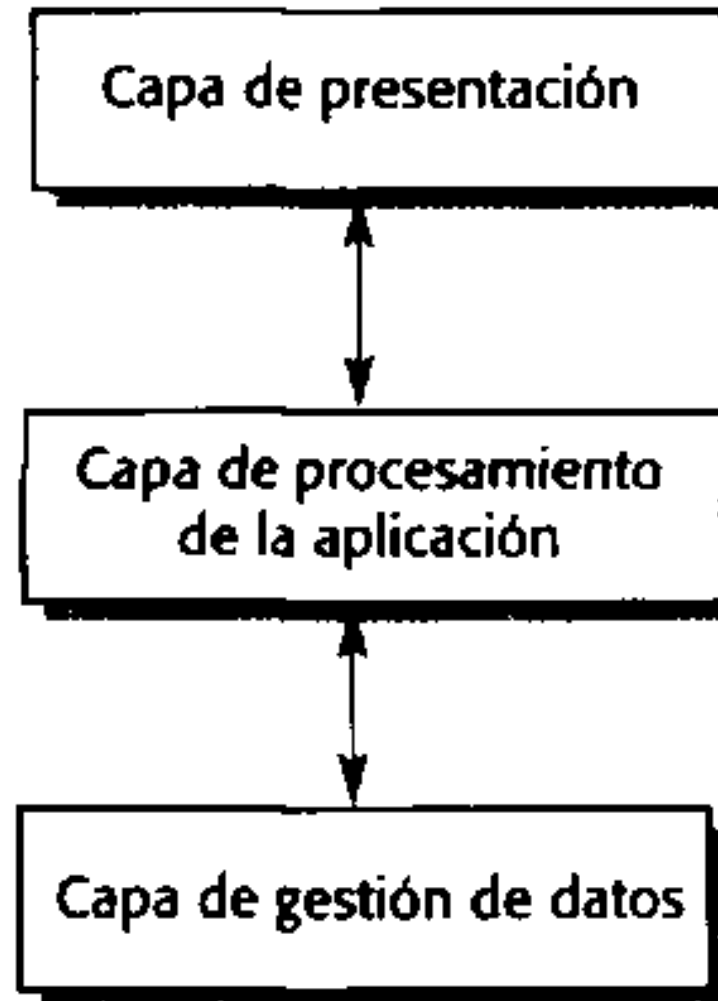 Capa de presentación
Capa de procesamiento
de la aplicación
Capa de gestión de datos